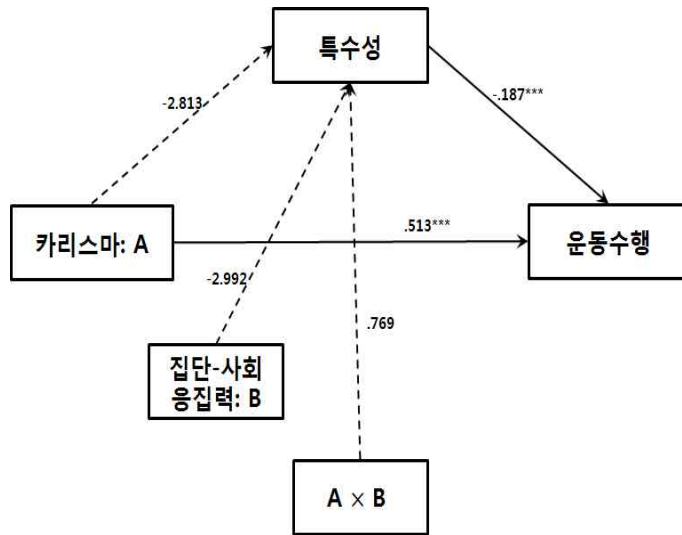 특수성
-2.813
-.187***
카리스마: A
.513***
운동수행
-2.992
.769
집단-사회
응집력: B
A × B